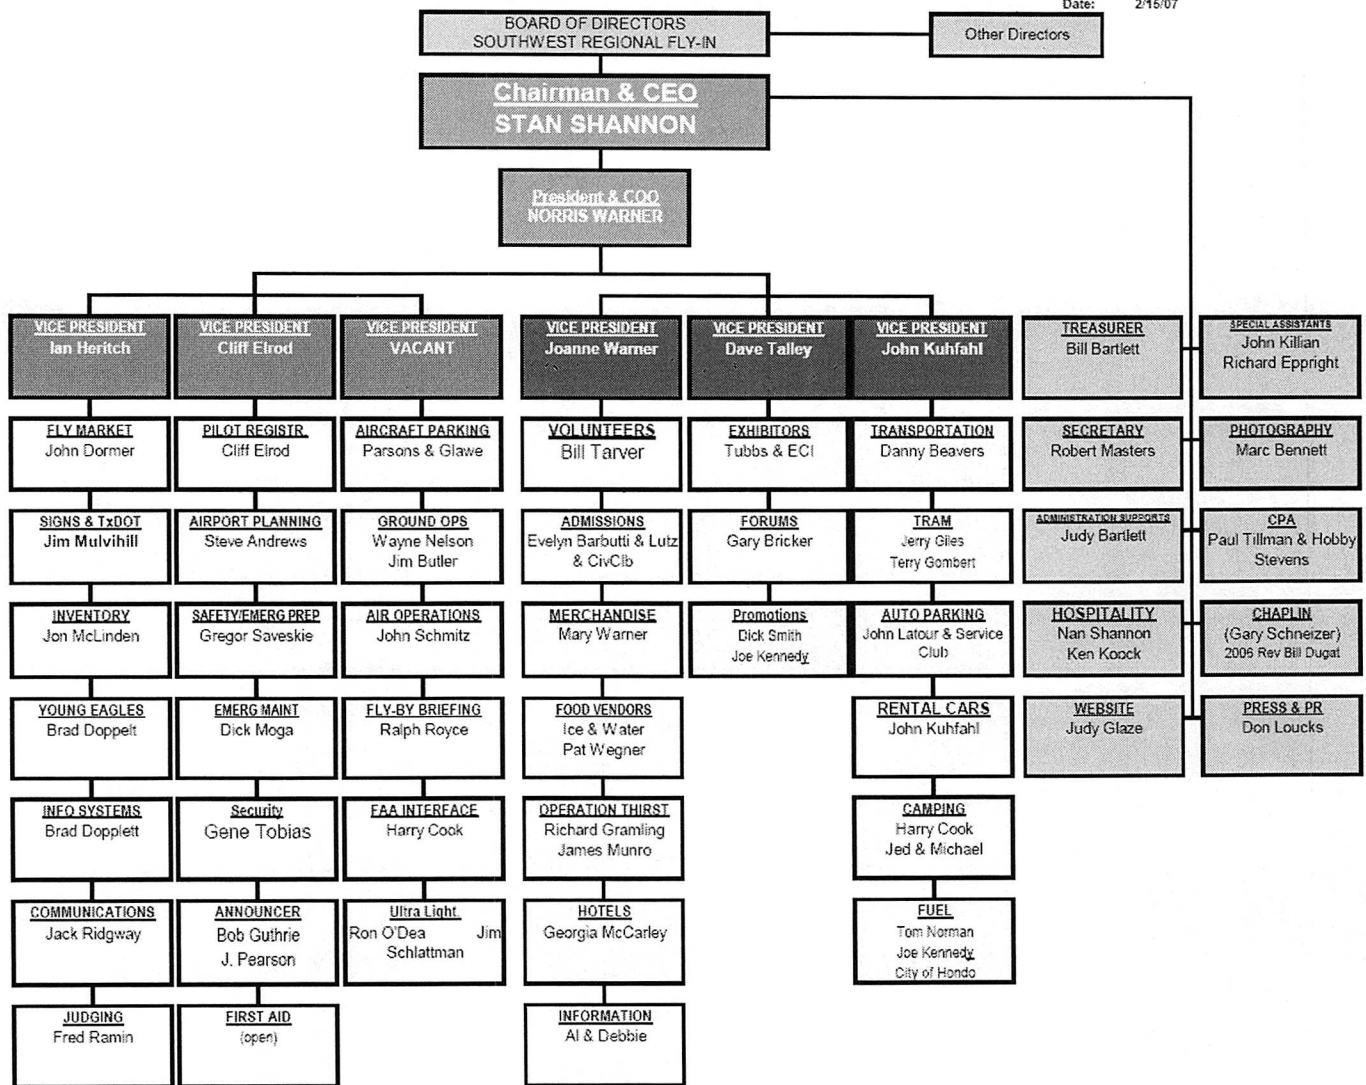 Date: 2/15/07
BOARD OF DIRECTORS
SOUTHWEST REGIONAL FLY-IN
Other Directors
Chairman & CEO
STAN SHANNON
President & COO
NORRIS WARNER
VICE PRESIDENT
Ian Heritch
VICE PRESIDENT
Cliff Elrod
VICE PRESIDENT
VACANT
VICE PRESIDENT
Joanne Warner
VICE PRESIDENT
Dave Talley
VICE PRESIDENT
John Kuhfahl
TREASURER
Bill Bartlett
SPECIAL ASSISTANTS
John Killian
Richard Eppright
FLY MARKET
John Dormer
PILOT REGISTR.
Cliff Elrod
AIRCRAFT PARKING
Parsons & Glawe
VOLUNTEERS
Bill Tarver
EXHIBITORS
Tubbs & ECI
TRANSPORTATION
Danny Beavers
SECRETARY
Robert Masters
PHOTOGRAPHY
Marc Bennett
SIGNS & TxDOT
Jim Mulvihill
AIRPORT PLANNING
Steve Andrews
GROUND OPS
Wayne Nelson
Jim Butler
ADMISSIONS
Evelyn Barbutti & Lutz
& CivClb
FORUMS
Gary Bricker
TRAM
Jerry Giles
Terry Gombert
ADMINISTRATION SUPPORTS
Judy Bartlett
CPA
Paul Tillman & Hobby
Stevens
INVENTORY
Jon McLinden
SAFETY/EMERG PREP
Gregor Saveskie
AIR OPERATIONS
John Schmitz
MERCHANDISE
Mary Warner
Promotions
Dick Smith
Joe Kennedy
AUTO PARKING
John Latour & Service
Club
HOSPITALITY
Nan Shannon
Ken Koock
CHAPLIN
(Gary Schneizer)
2006 Rev Bill Dugat
YOUNG EAGLES
Brad Doppelt
EMERG MAINT
Dick Moga
FLY-BY BRIEFING
Ralph Royce
FOOD VENDORS
Ice & Water
Pat Wegner
RENTAL CARS
John Kuhfahl
WEBSITE
Judy Glaze
PRESS & PR
Don Loucks
INFO SYSTEMS
Brad Dopplett
Security
Gene Tobias
FAA INTERFACE
Harry Cook
OPERATION THIRST
Richard Gramling
James Munro
CAMPING
Harry Cook
Jed & Michael
COMMUNICATIONS
Jack Ridgway
ANNOUNCER
Bob Guthrie
J. Pearson
Ultra Light.
Ron O'Dea Jim
Schlattman
HOTELS
Georgia McCarley
FUEL
Tom Norman
Joe Kennedy
City of Hondo
JUDGING
Fred Ramin
FIRST AID
(open)
INFORMATION
Al & Debbie